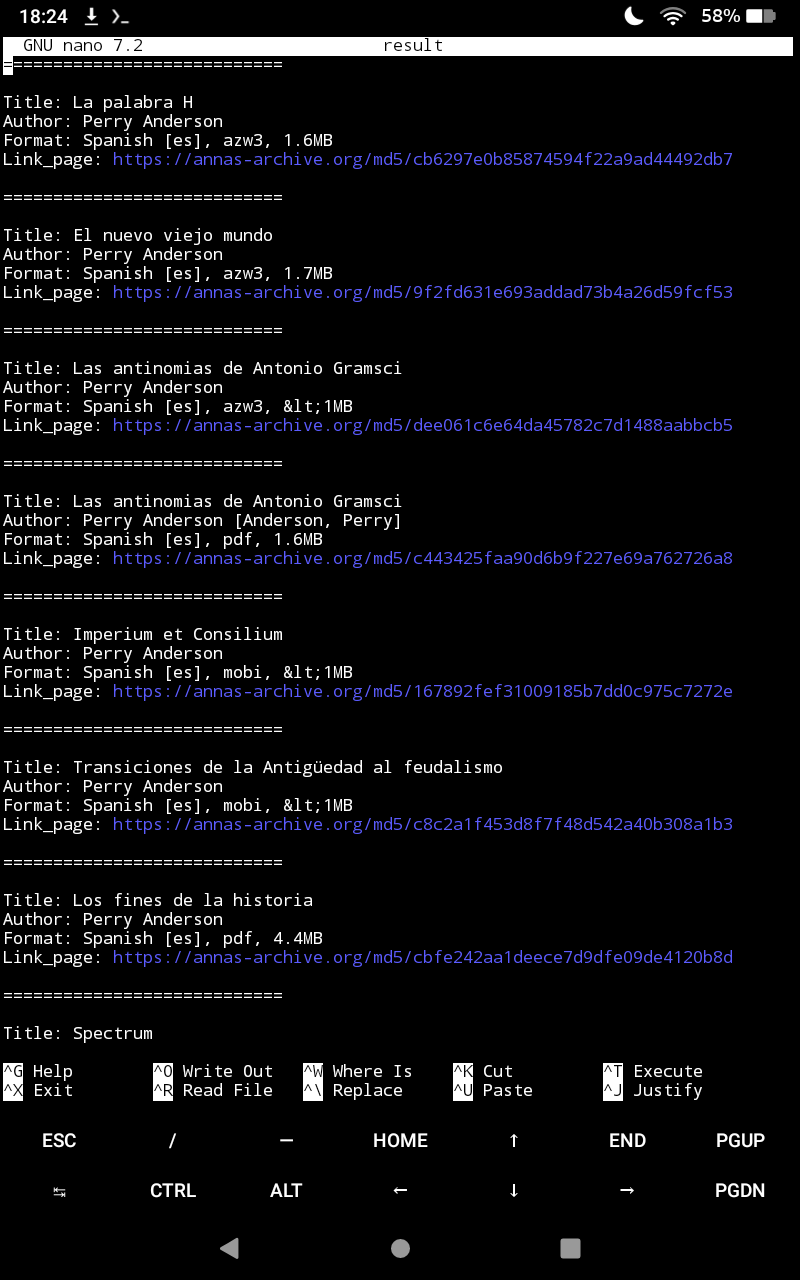 18:24 58%
GNU nano 7.2 result
============================
Title: La palabra H
Author: Perry Anderson
Format: Spanish [es], azw3, 1.6MB
Link_page: https://annas-archive.org/md5/cb6297e0b85874594f22a9ad44492db7
============================
Title: El nuevo viejo mundo
Author: Perry Anderson
Format: Spanish [es], azw3, 1.7MB
Link_page: https://annas-archive.org/md5/9f2fd631e693addad73b4a26d59fcf53
============================
Title: Las antinomias de Antonio Gramsci
Author: Perry Anderson
Format: Spanish [es], azw3, &lt;1MB
Link_page: https://annas-archive.org/md5/dee061c6e64da45782c7d1488aabbcb5
============================
Title: Las antinomias de Antonio Gramsci
Author: Perry Anderson [Anderson, Perry]
Format: Spanish [es], pdf, 1.6MB
Link_page: https://annas-archive.org/md5/c443425faa90d6b9f227e69a762726a8
============================
Title: Imperium et Consilium
Author: Perry Anderson
Format: Spanish [es], mobi, &lt;1MB
Link_page: https://annas-archive.org/md5/167892fef31009185b7dd0c975c7272e
============================
Title: Transiciones de la Antigüedad al feudalismo
Author: Perry Anderson
Format: Spanish [es], mobi, &lt;1MB
Link_page: https://annas-archive.org/md5/c8c2a1f453d8f7f48d542a40b308a1b3
============================
Title: Los fines de la historia
Author: Perry Anderson
Format: Spanish [es], pdf, 4.4MB
Link_page: https://annas-archive.org/md5/cbfe242aa1deece7d9dfe09de4120b8d
============================
Title: Spectrum
^G Help ^O Write Out ^W Where Is ^K Cut ^T Execute
^X Exit ^R Read File ^\ Replace ^U Paste ^J Justify
ESC / — HOME ↑ END PGUP
↹ CTRL ALT ← ↓ → PGDN